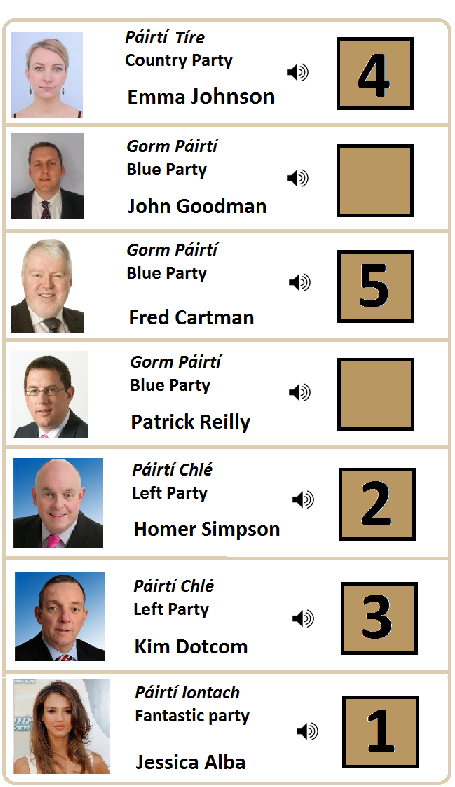 Páirtí Tíre
Country Party
Emma Johnson
4
Gorm Páirtí
Blue Party
John Goodman
Gorm Páirtí
Blue Party
Fred Cartman
5
Gorm Páirtí
Blue Party
Patrick Reilly
Páirtí Chlé
Left Party
Homer Simpson
2
Páirtí Chlé
Left Party
Kim Dotcom
3
Páirtí Iontach
Fantastic party
Jessica Alba
1